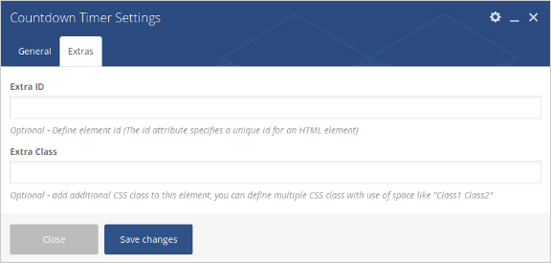 Countdown Timer Settings
General Extras
Extra ID
Optional - Define element id (The id attribute specifies a unique id for an HTML element)
Extra Class
Optional - add additional CSS class to this element, you can define multiple CSS class with use of space like "Class1 Class2"
Close Save changes